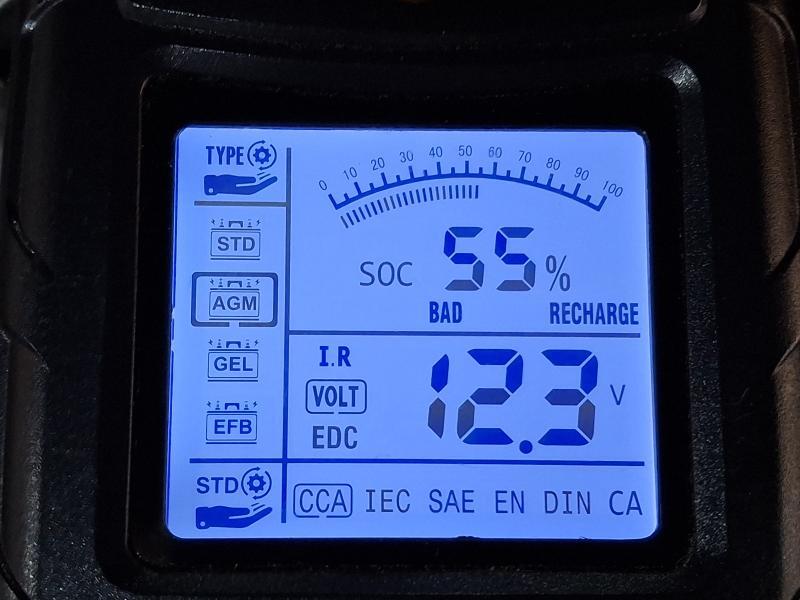 TYPE
0 10 20 30 40 50 60 70 80 90 100
STD
SOC 55%
AGM
BAD RECHARGE
GEL
I.R
VOLT 12.3 V
EFB
EDC
STD
CCA IEC SAE EN DIN CA